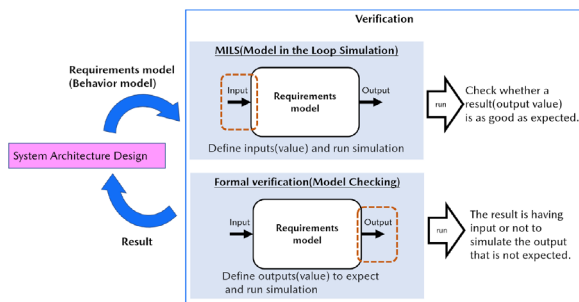 Verification
MILS(Model in the Loop Simulation)
Requirements model
(Behavior model)
Input
Output
Requirements
model
run
Check whether a
result(output value)
is as good as expected.
Define inputs(value) and run simulation
System Architecture Design
Formal verification(Model Checking)
Input
Output
Requirements
model
run
The result is having
input or not to
simulate the output
that is not expected.
Result
Define outputs(value) to expect
and run simulation